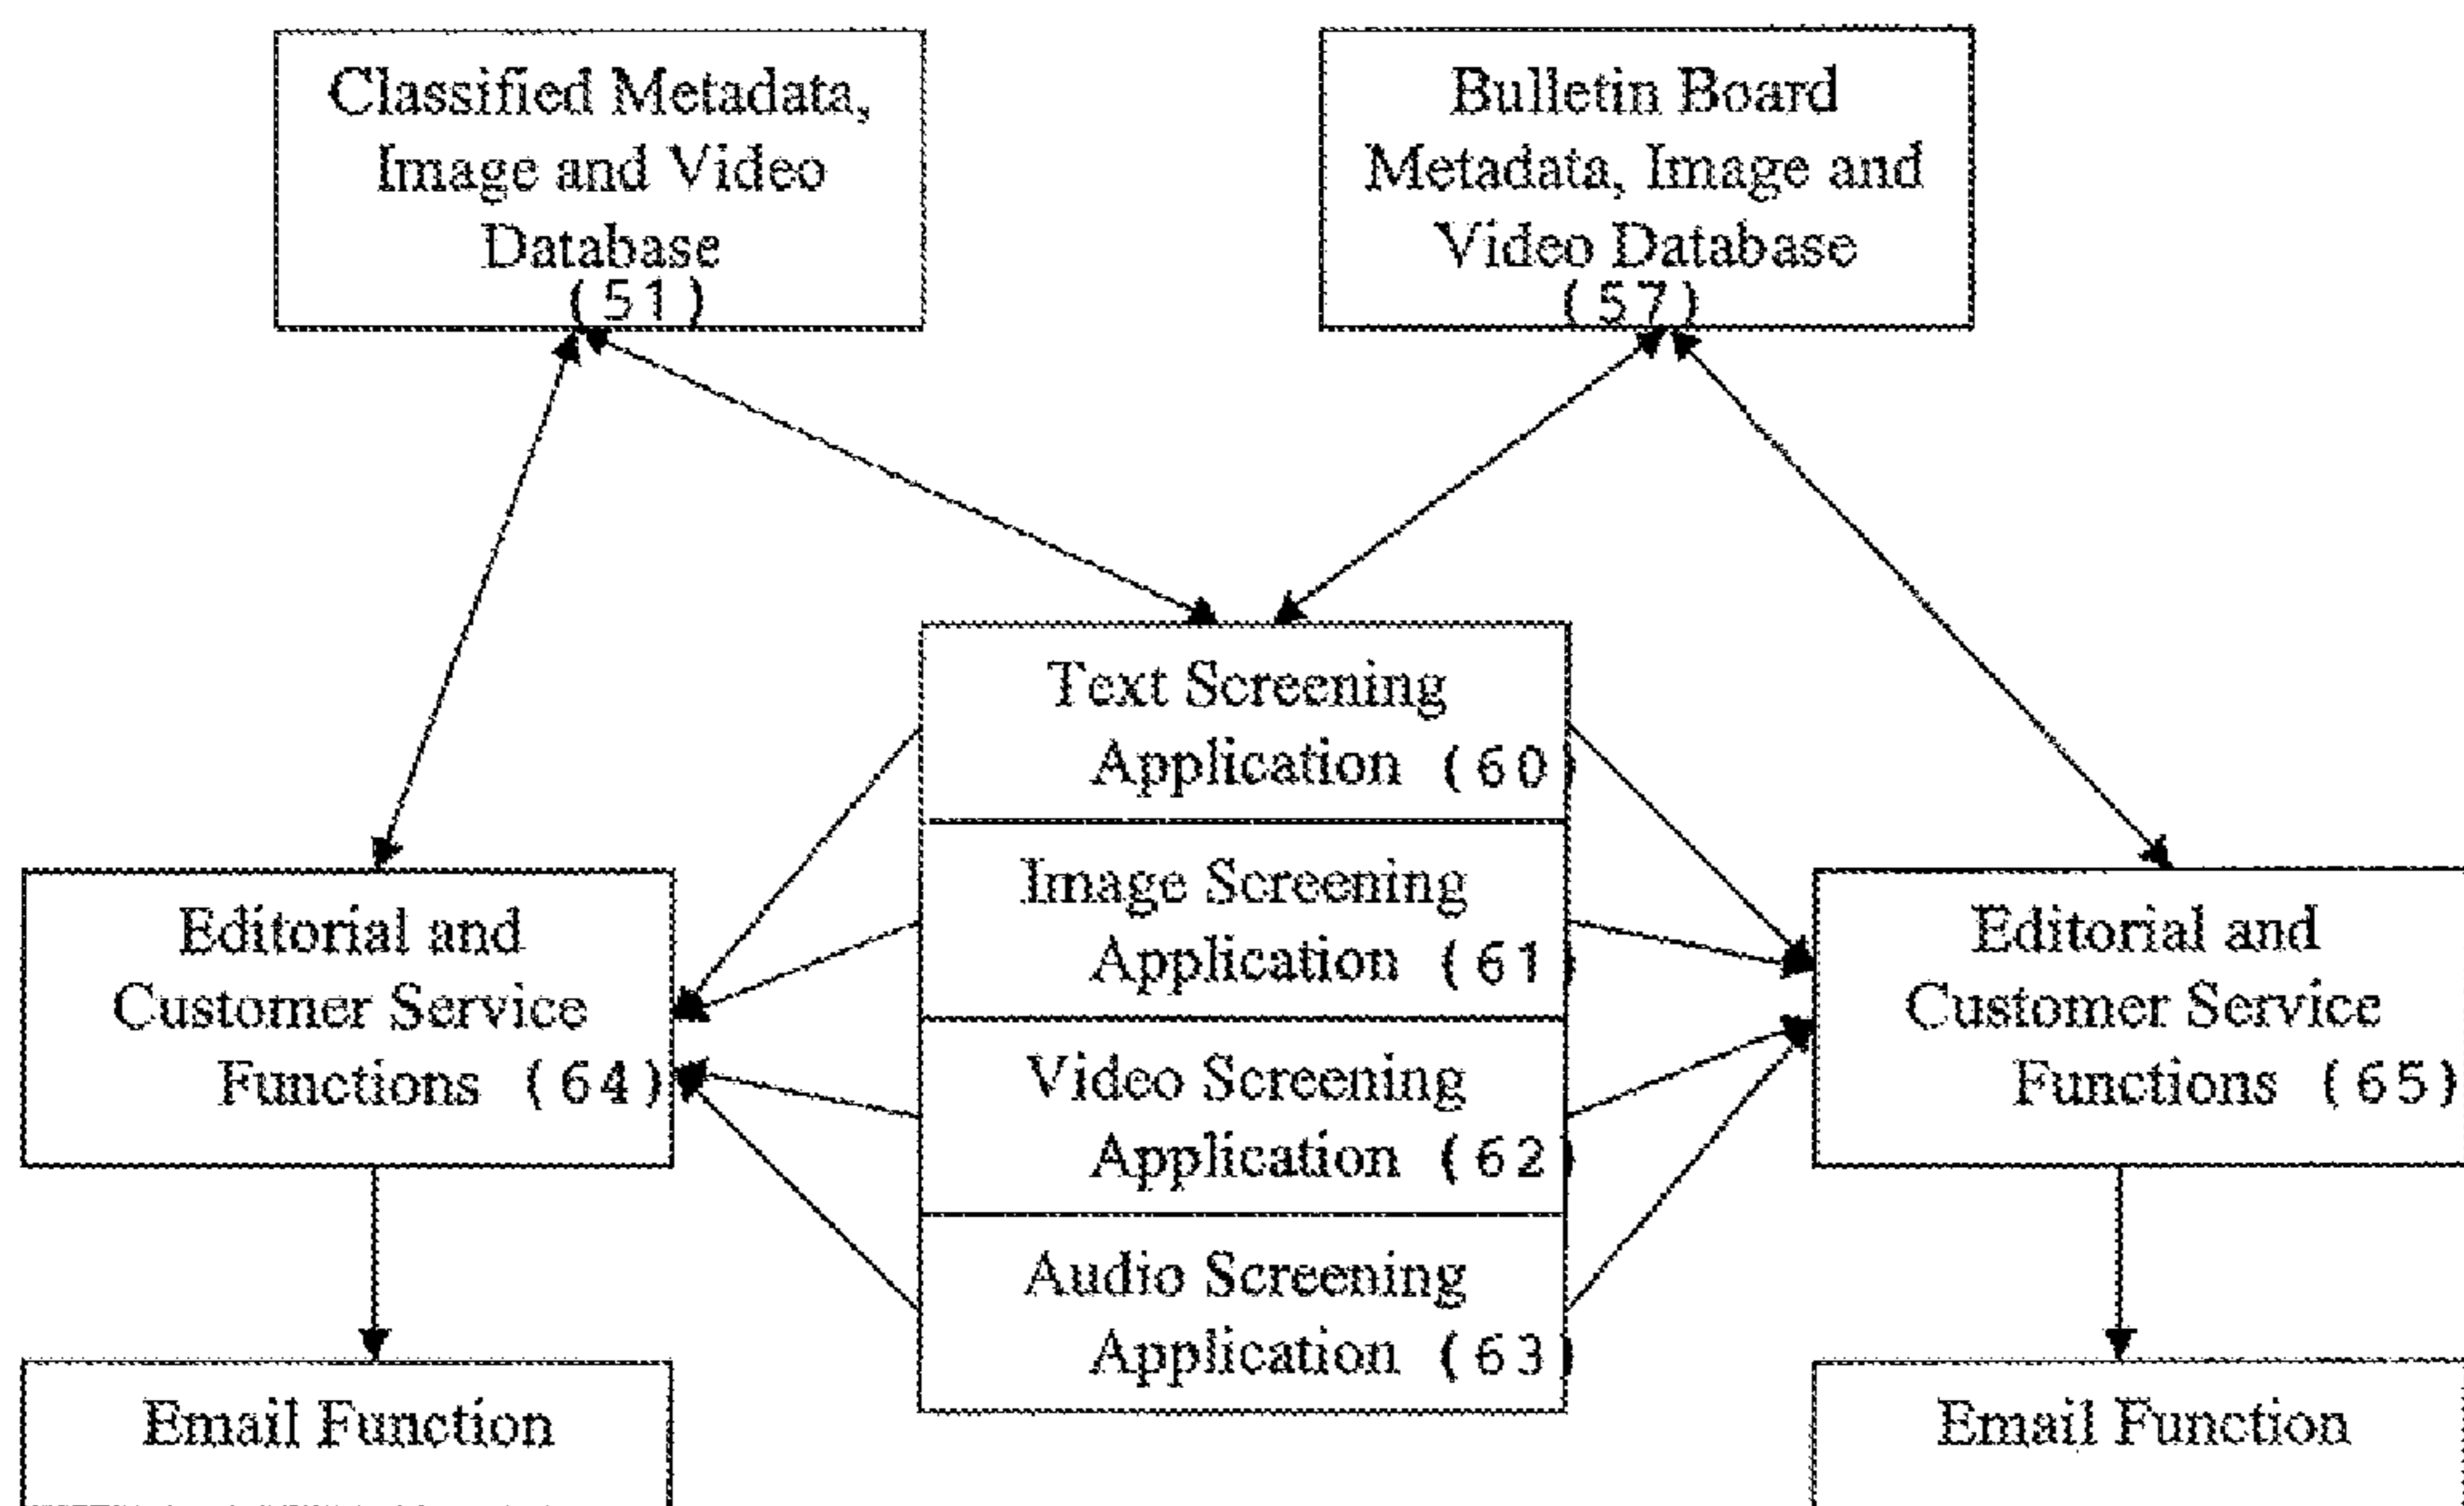 Classified Metadata,
Image and Video
Database
(51)
Bulletin Board
Metadata, Image and
Video Database
(57)
Text Screening
Application (60)
Image Screening
Application (61)
Video Screening
Application (62)
Audio Screening
Application (63)
Editorial and
Customer Service
Functions (64)
Editorial and
Customer Service
Functions (65)
Email Function
Email Function